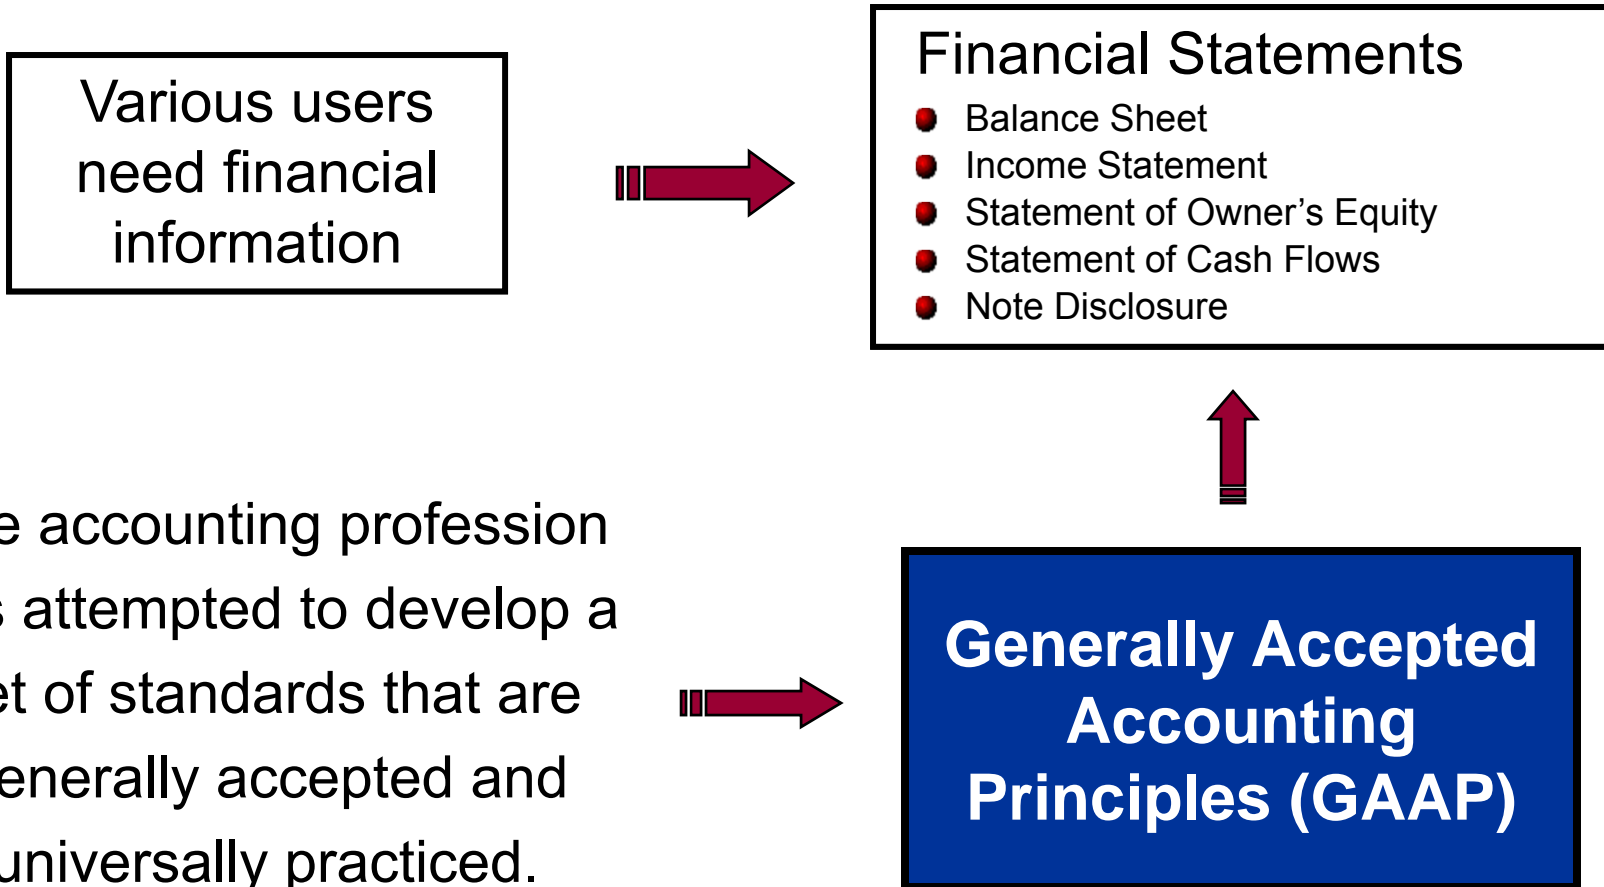 Various users
need financial
information
Financial Statements
Balance Sheet
Income Statement
Statement of Owner’s Equity
Statement of Cash Flows
Note Disclosure
e accounting profession
s attempted to develop a
et of standards that are
enerally accepted and
universally practiced.
Generally Accepted
Accounting
Principles (GAAP)